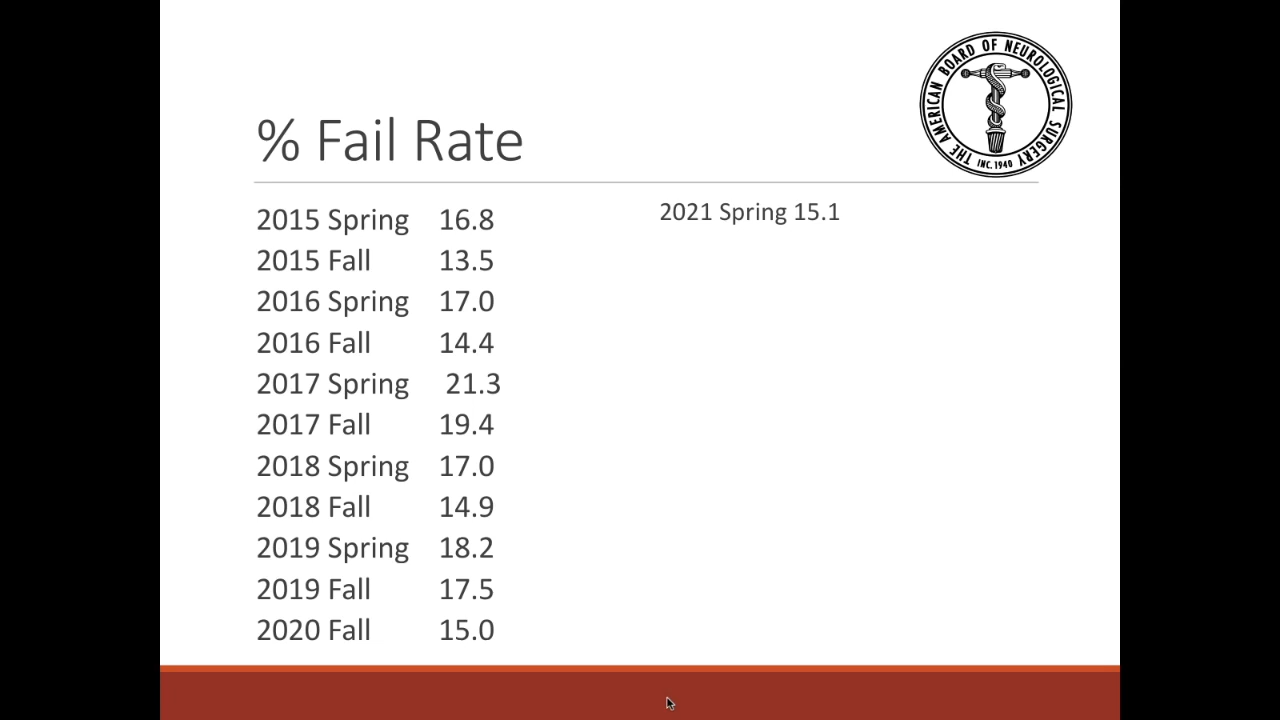 THE AMERICAN BOARD OF NEUROLOGICAL SURGERY
INC. 1940
% Fail Rate
2015 Spring 16.8
2015 Fall 13.5
2016 Spring 17.0
2016 Fall 14.4
2017 Spring 21.3
2017 Fall 19.4
2018 Spring 17.0
2018 Fall 14.9
2019 Spring 18.2
2019 Fall 17.5
2020 Fall 15.0
2021 Spring 15.1